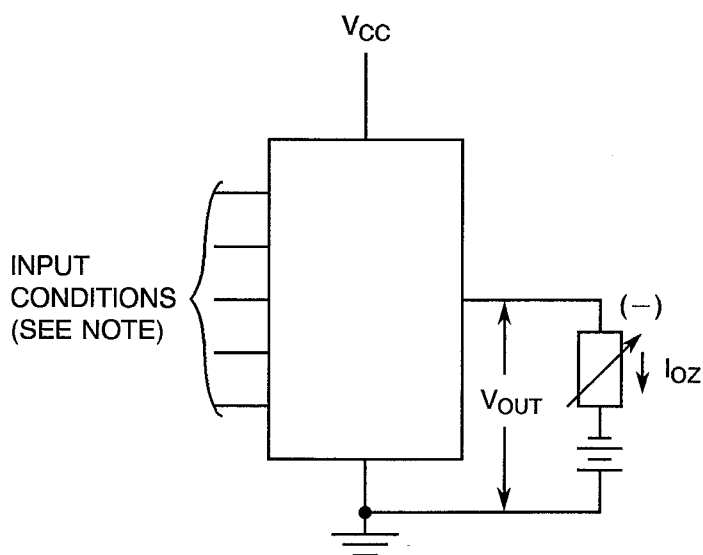 VCC
INPUT
CONDITIONS
(SEE NOTE)
(—)
IOZ
VOUT